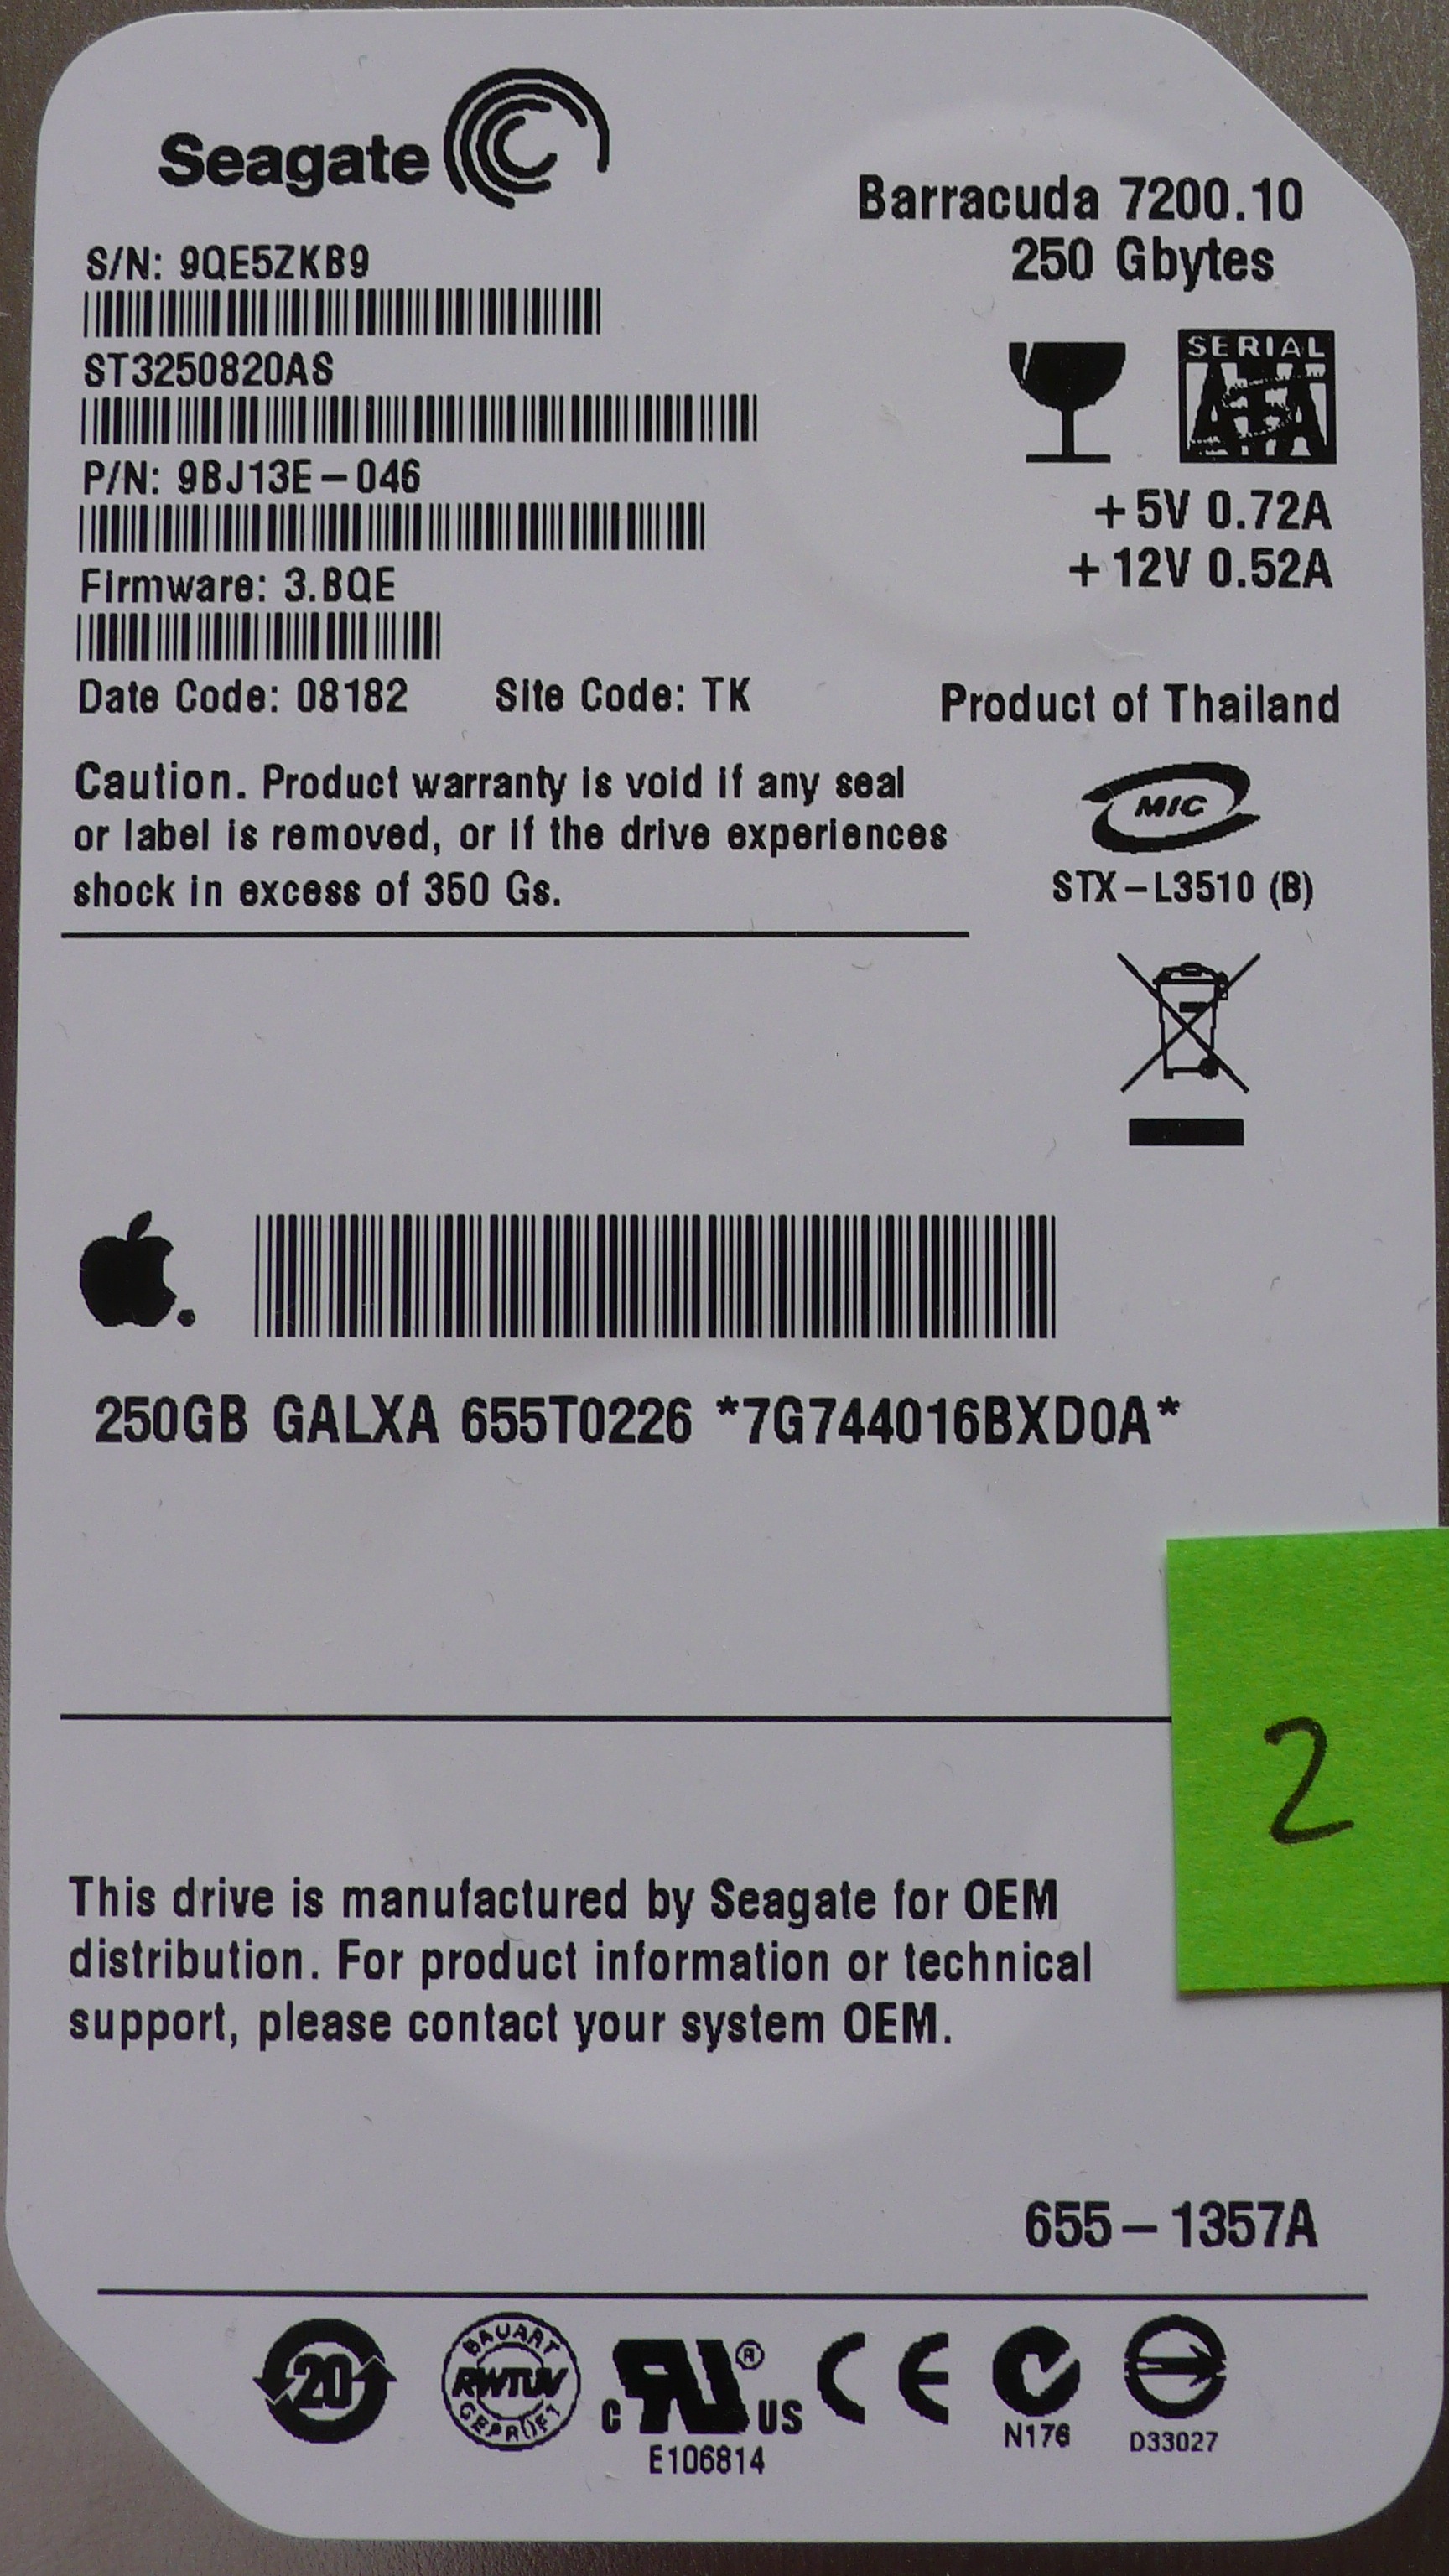 Seagate
Barracuda 7200.10
250 Gbytes
S/N: 9QE5ZKB9
ST3250820AS
P/N: 9BJ13E-046
Firmware: 3.BQE
Date Code: 08182 Site Code: TK
SERIAL
ATA
+5V 0.72A
+12V 0.52A
Product of Thailand
Caution. Product warranty is void if any seal
or label is removed, or if the drive experiences
shock in excess of 350 Gs.
MIC
STX-L3510 (B)
250GB GALXA 655T0226 *7G744016BXD0A*
2
This drive is manufactured by Seagate for OEM
distribution. For product information or technical
support, please contact your system OEM.
655-1357A
20
BAUART
RWTUV
GEPRÜFT
C RU ® US
E106814
CE
N176
D33027